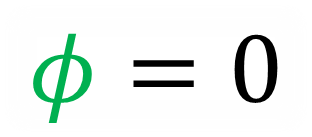 ϕ = 0